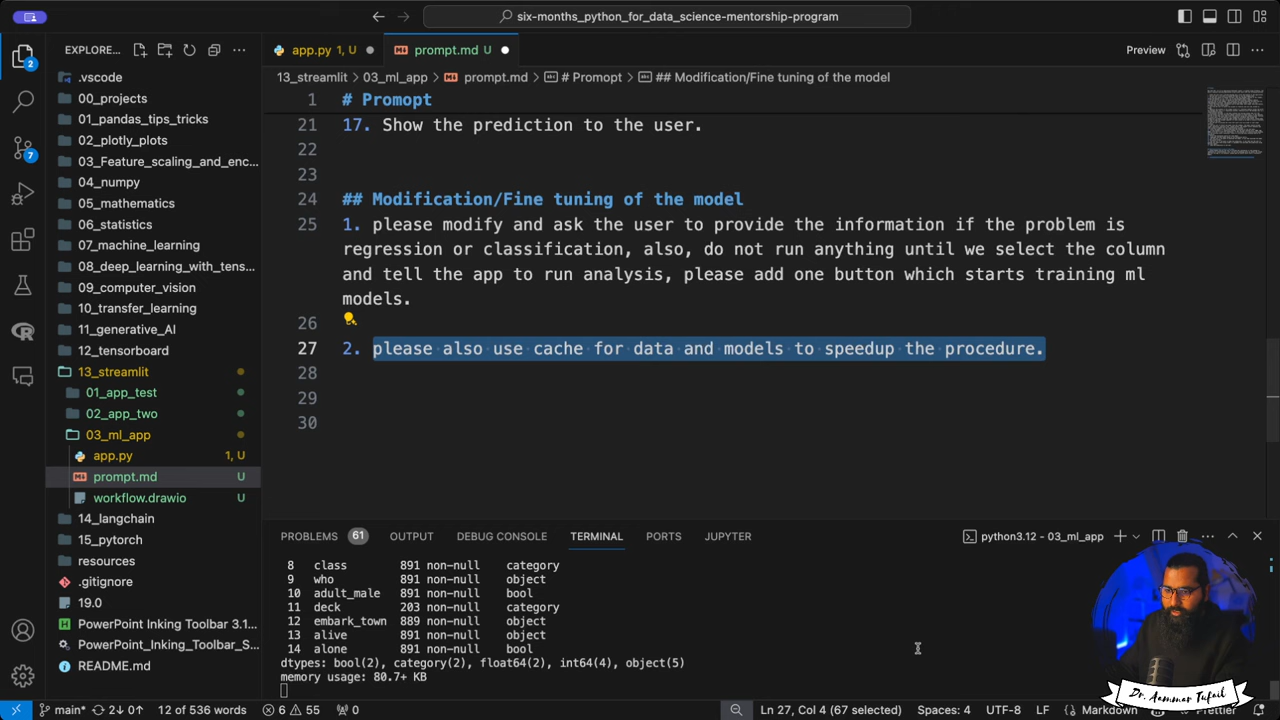 six-months_python_for_data_science-mentorship-program
EXPLORE...
app.py 1, U
prompt.md U
Preview
.vscode
00_projects
01_pandas_tips_tricks
02_plotly_plots
03_Feature_scaling_and_enc...
04_numpy
05_mathematics
06_statistics
07_machine_learning
08_deep_learning_with_tens...
09_computer_vision
10_transfer_learning
11_generative_AI
12_tensorboard
13_streamlit
01_app_test
02_app_two
03_ml_app
app.py 1, U
prompt.md U
workflow.drawio U
14_langchain
15_pytorch
resources
.gitignore
19.0
PowerPoint Inking Toolbar 3.1...
PowerPoint_Inking_Toolbar_S...
README.md
2
7
13_streamlit > 03_ml_app > prompt.md > # Promopt > ## Modification/Fine tuning of the model
1 # Promopt
21 17. Show the prediction to the user.
22
23
24 ## Modification/Fine tuning of the model
25 1. please modify and ask the user to provide the information if the problem is
regression or classification, also, do not run anything until we select the column
and tell the app to run analysis, please add one button which starts training ml
models.
26
27 2. please also use cache for data and models to speedup the procedure.
28
29
30
PROBLEMS 61 OUTPUT DEBUG CONSOLE TERMINAL PORTS JUPYTER
python3.12 - 03_ml_app
8 class 891 non-null category
9 who 891 non-null object
10 adult_male 891 non-null bool
11 deck 203 non-null category
12 embark_town 889 non-null object
13 alive 891 non-null object
14 alone 891 non-null bool
dtypes: bool(2), category(2), float64(2), int64(4), object(5)
memory usage: 80.7+ KB
Dr. Aammar Tufail
main* 2↓ 0↑ 12 of 536 words 6 55 0
Ln 27, Col 4 (67 selected) Spaces: 4 UTF-8 LF Markdown Prettier